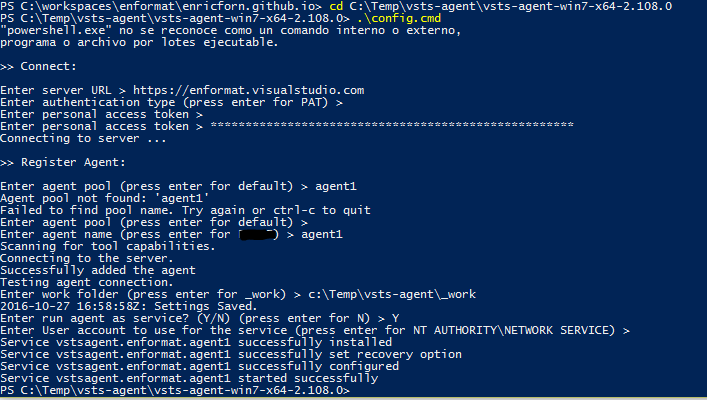 PS C:\workspaces\enformat\enricforn.github.io> cd C:\Temp\vsts-agent\vsts-agent-win7-x64-2.108.0
PS C:\Temp\vsts-agent\vsts-agent-win7-x64-2.108.0> .\config.cmd
"powershell.exe" no se reconoce como un comando interno o externo,
programa o archivo por lotes ejecutable.
>> Connect:
Enter server URL > https://enformat.visualstudio.com
Enter authentication type (press enter for PAT) >
Enter personal access token >
Enter personal access token > ****************************************************
Connecting to server ...
>> Register Agent:
Enter agent pool (press enter for default) > agent1
Agent pool not found: 'agent1'
Failed to find pool name. Try again or ctrl-c to quit
Enter agent pool (press enter for default) >
Enter agent name (press enter for ) > agent1
Scanning for tool capabilities.
Connecting to the server.
Successfully added the agent
Testing agent connection.
Enter work folder (press enter for _work) > c:\Temp\vsts-agent\_work
2016-10-27 16:58:58Z: Settings Saved.
Enter run agent as service? (Y/N) (press enter for N) > Y
Enter User account to use for the service (press enter for NT AUTHORITY\NETWORK SERVICE) >
Service vstsagent.enformat.agent1 successfully installed
Service vstsagent.enformat.agent1 successfully set recovery option
Service vstsagent.enformat.agent1 successfully configured
Service vstsagent.enformat.agent1 started successfully
PS C:\Temp\vsts-agent\vsts-agent-win7-x64-2.108.0>